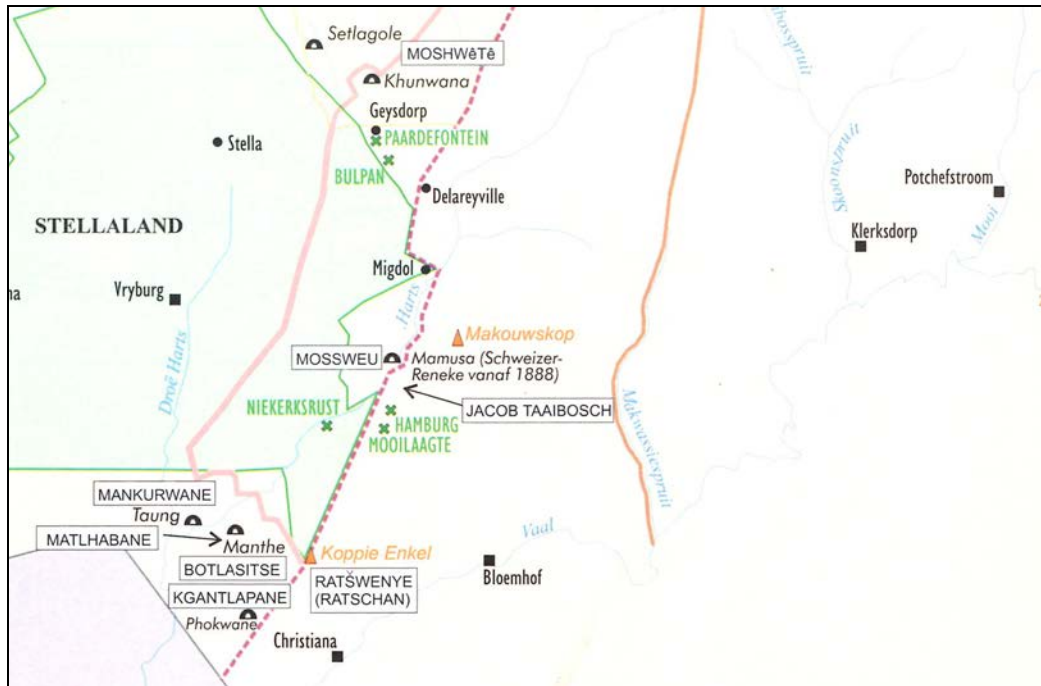 Setlagole
MOSHWêTê
bosspruit
Khunwana
Geysdorp
PAARDEFONTEIN
Stella
BULPAN
Skoonspruit
Delareyville
Potchefstroom
STELLALAND
Klerksdorp
Mooi
Migdol
na
Vryburg
Harts
Makouwskop
MOSSWEU
Mamusa (Schweizer-
Reneke vanaf 1888)
Droë Harts
JACOB TAAIBOSCH
NIEKERKSRUST
HAMBURG
MOOILAAGTE
Makwassiespruit
MANKURWANE
Taung
MATLHABANE
Manthe
Vaal
Koppie Enkel
BOTLASITSE
Bloemhof
RATŠWENYE
(RATSCHAN)
KGANTLAPANE
Phokwane
Christiana